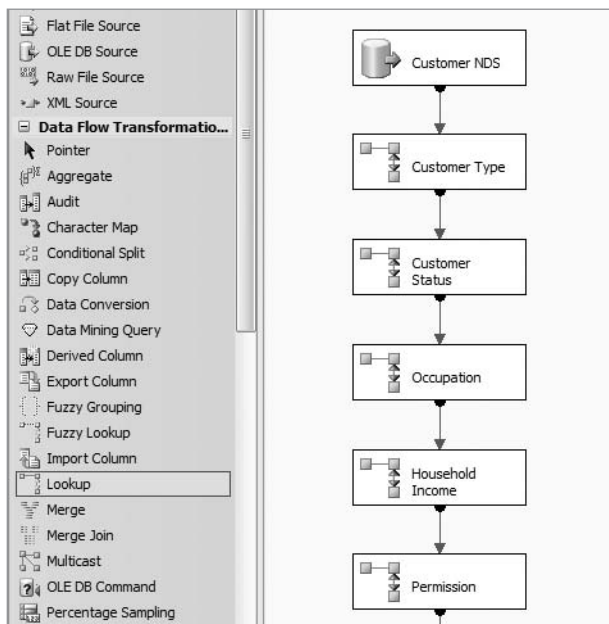 Flat File Source
OLE DB Source
Raw File Source
XML Source
Data Flow Transformatio...
Pointer
Aggregate
Audit
Character Map
Conditional Split
Copy Column
Data Conversion
Data Mining Query
Derived Column
Export Column
Fuzzy Grouping
Fuzzy Lookup
Import Column
Lookup
Merge
Merge Join
Multicast
OLE DB Command
Percentage Sampling
Customer NDS
Customer Type
Customer
Status
Occupation
Household
Income
Permission